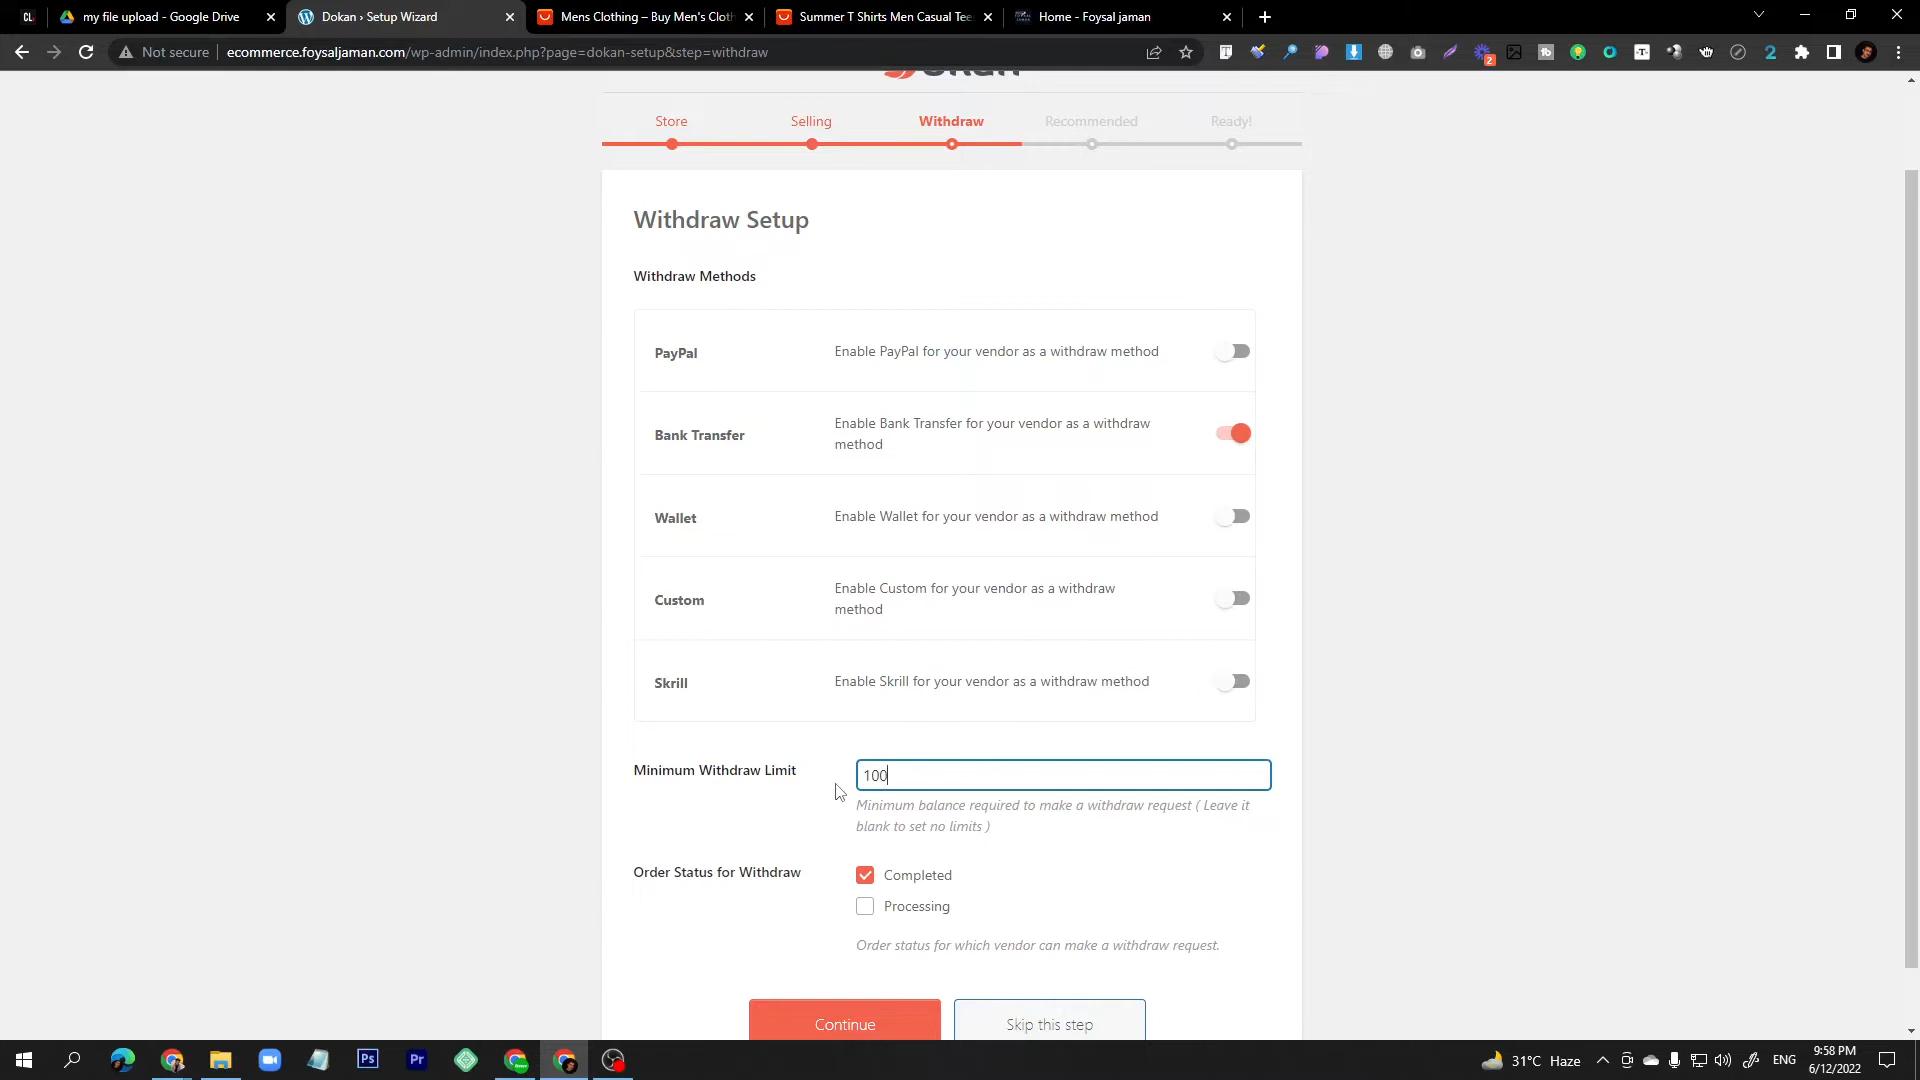 my file upload - Google Drive
Dokan › Setup Wizard
Mens Clothing – Buy Men's Cloth
Summer T Shirts Men Casual Tee
Home - Foysal jaman
Not secure
ecommerce.foysaljaman.com/wp-admin/index.php?page=dokan-setup&step=withdraw
Store
Selling
Withdraw
Recommended
Ready!
Withdraw Setup
Withdraw Methods
PayPal
Enable PayPal for your vendor as a withdraw method
Bank Transfer
Enable Bank Transfer for your vendor as a withdraw
method
Wallet
Enable Wallet for your vendor as a withdraw method
Custom
Enable Custom for your vendor as a withdraw
method
Skrill
Enable Skrill for your vendor as a withdraw method
Minimum Withdraw Limit
100
Minimum balance required to make a withdraw request ( Leave it
blank to set no limits )
Order Status for Withdraw
Completed
Processing
Order status for which vendor can make a withdraw request.
Continue
Skip this step
Ps
Pr
31°C Haze
ENG
9:58 PM
6/12/2022